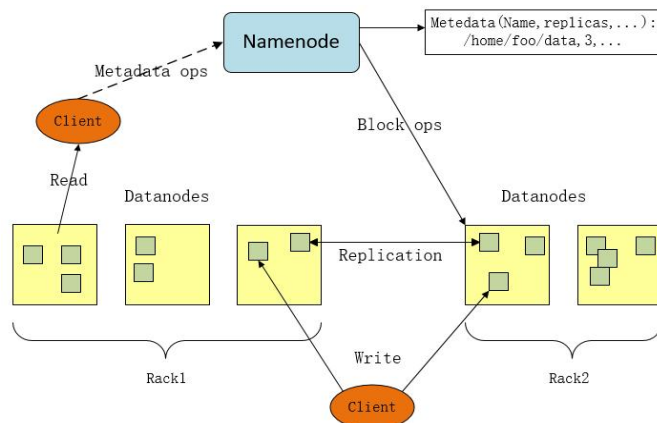 Metedata(Name,replicas,...):
/home/foo/data,3,...
Namenode
Metadata ops
Client
Block ops
Read
Datanodes
Datanodes
Replication
Write
Rack1
Rack2
Client